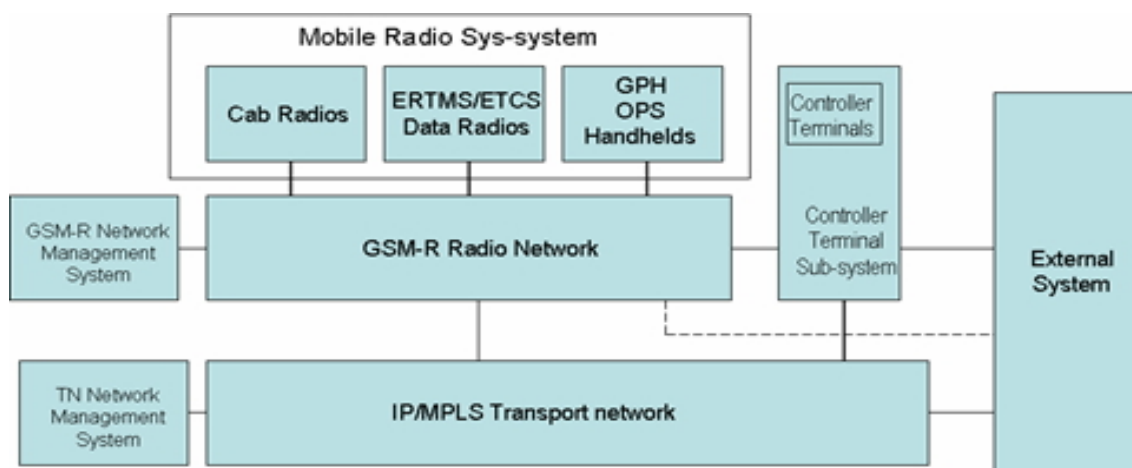 Mobile Radio Sys-system
Cab Radios
ERTMS/ETCS
Data Radios
GPH
OPS
Handhelds
Controller
Terminals
GSM-R Network
Management
System
GSM-R Radio Network
Controller
Terminal
Sub-system
External
System
TN Network
Management
System
IP/MPLS Transport network